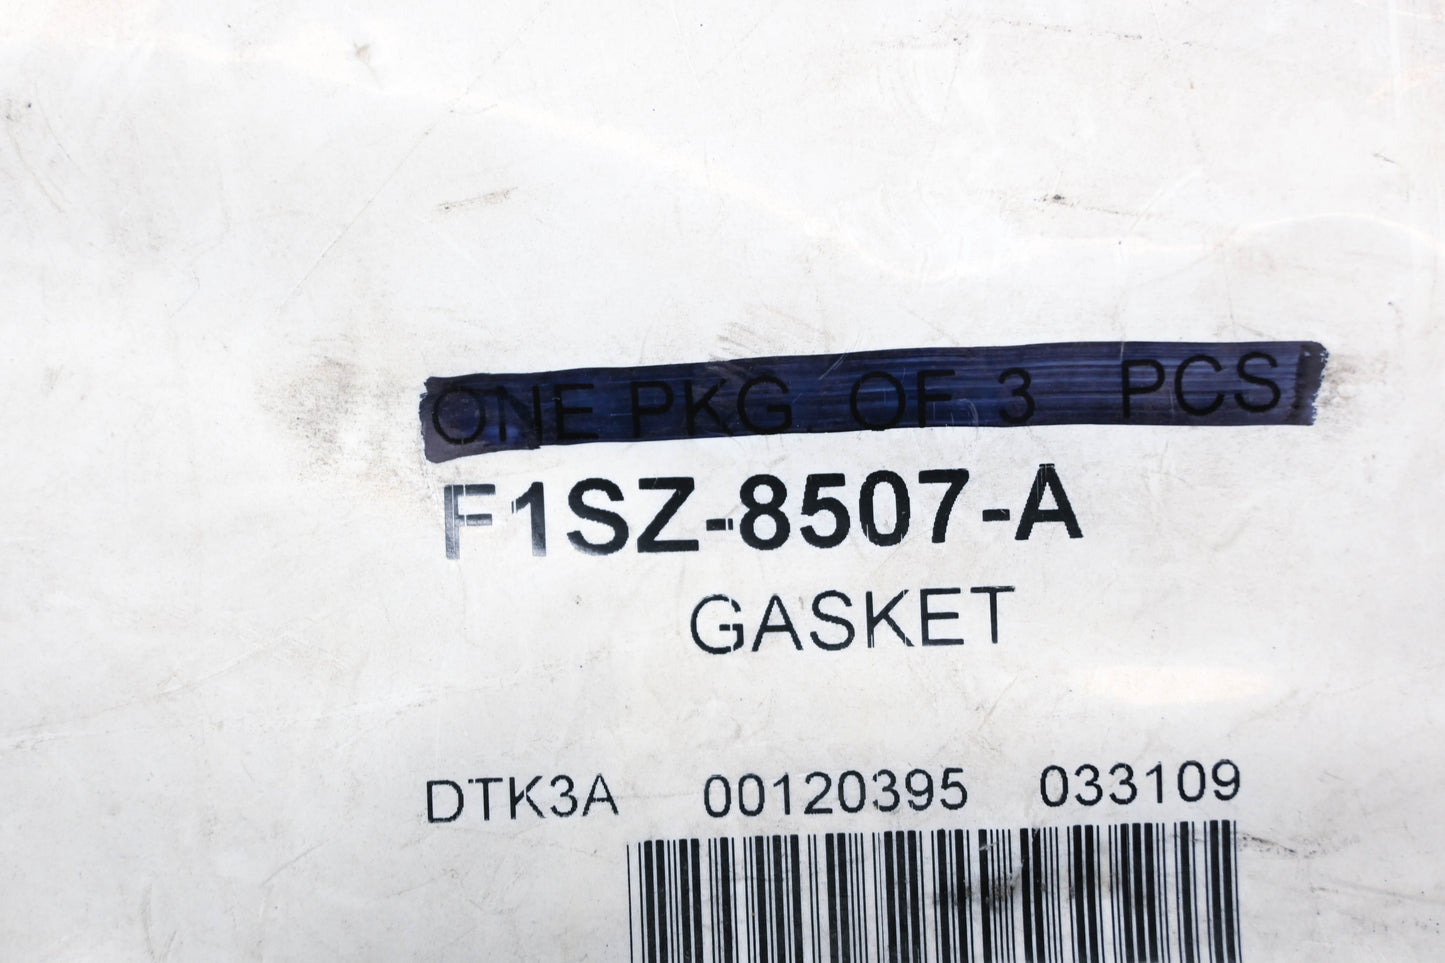 ONE PKG OF 3 PCS
F1SZ-8507-A
GASKET
DTK3A 00120395 033109